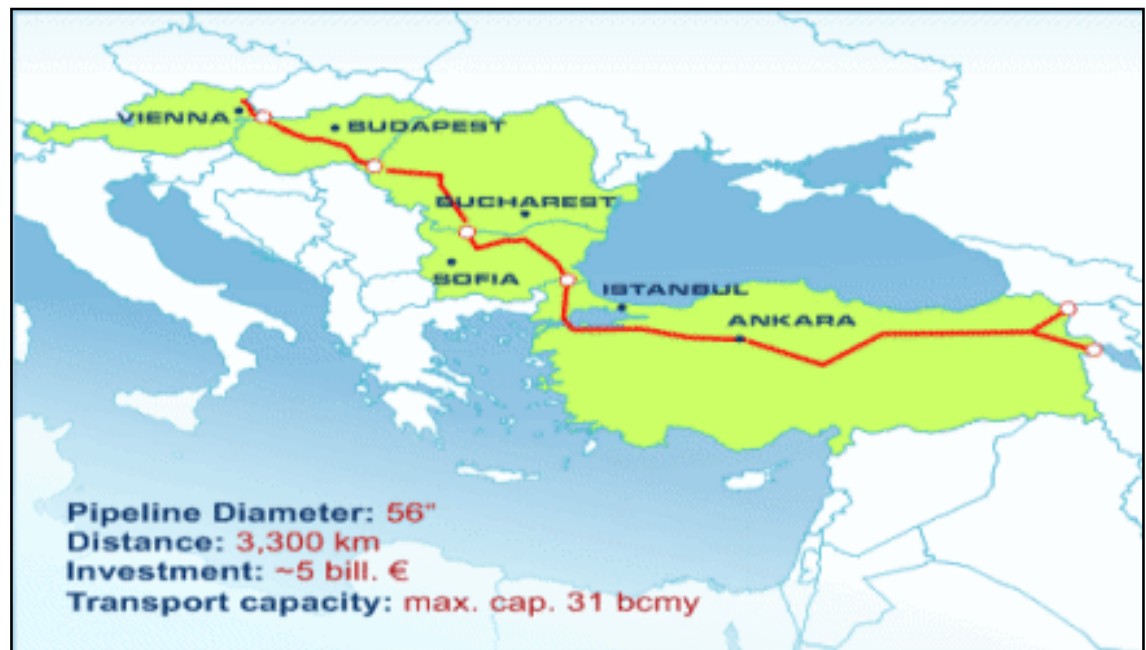 VIENNA
BUDAPEST
BUCHAREST
SOFIA
ISTANBUL
ANKARA
Pipeline Diameter: 56"
Distance: 3,300 km
Investment: ~5 bill. €
Transport capacity: max. cap. 31 bcmy